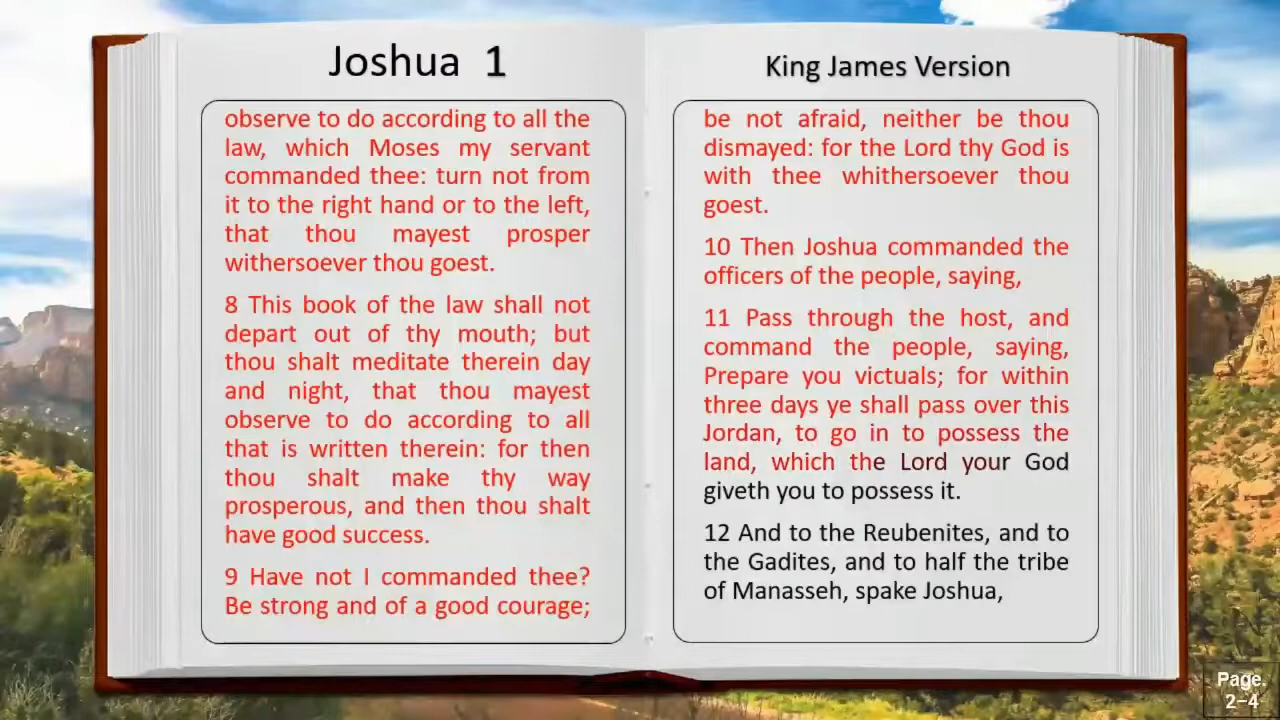 Joshua 1
observe to do according to all the
law, which Moses my servant
commanded thee: turn not from
it to the right hand or to the left,
that thou mayest prosper
withersoever thou goest.
8 This book of the law shall not
depart out of thy mouth; but
thou shalt meditate therein day
and night, that thou mayest
observe to do according to all
that is written therein: for then
thou shalt make thy way
prosperous, and then thou shalt
have good success.
9 Have not I commanded thee?
Be strong and of a good courage;
King James Version
be not afraid, neither be thou
dismayed: for the Lord thy God is
with thee whithersoever thou
goest.
10 Then Joshua commanded the
officers of the people, saying,
11 Pass through the host, and
command the people, saying,
Prepare you victuals; for within
three days ye shall pass over this
Jordan, to go in to possess the
land, which the Lord your God
giveth you to possess it.
12 And to the Reubenites, and to
the Gadites, and to half the tribe
of Manasseh, spake Joshua,
Page.
2-4